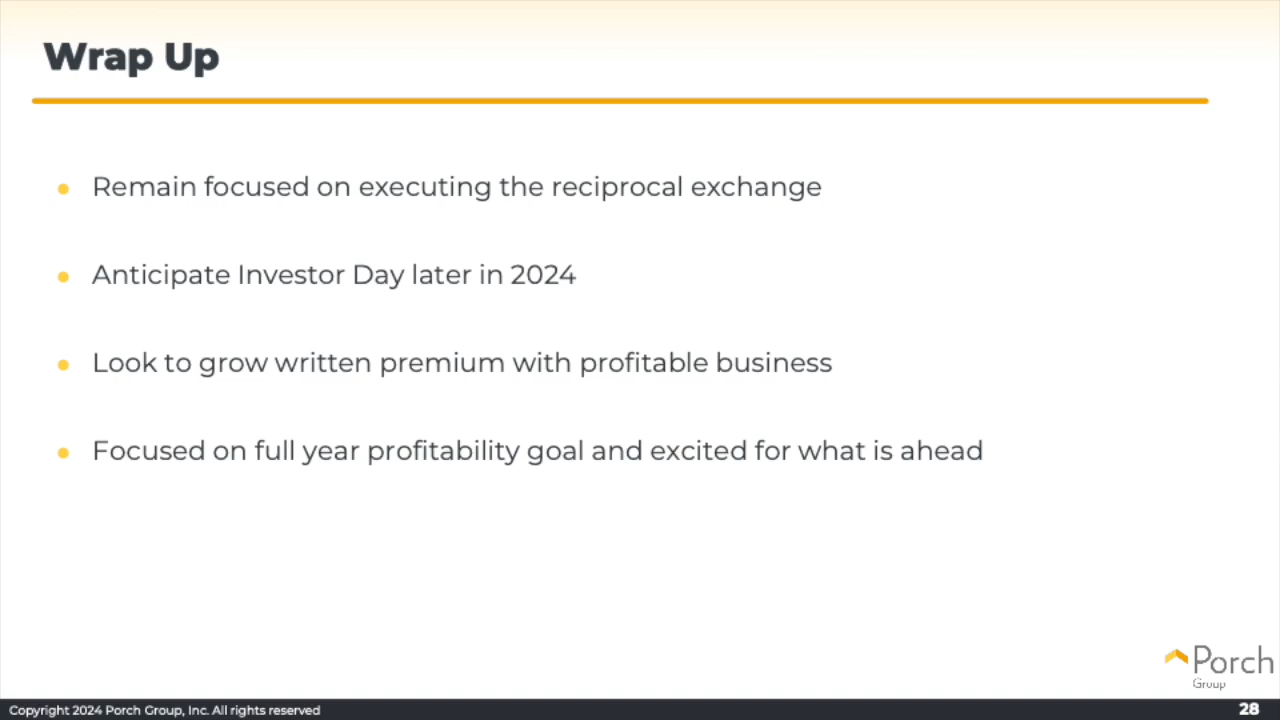 Wrap Up
Remain focused on executing the reciprocal exchange
Anticipate Investor Day later in 2024
Look to grow written premium with profitable business
Focused on full year profitability goal and excited for what is ahead
Porch
Group
Copyright 2024 Porch Group, Inc. All rights reserved
28